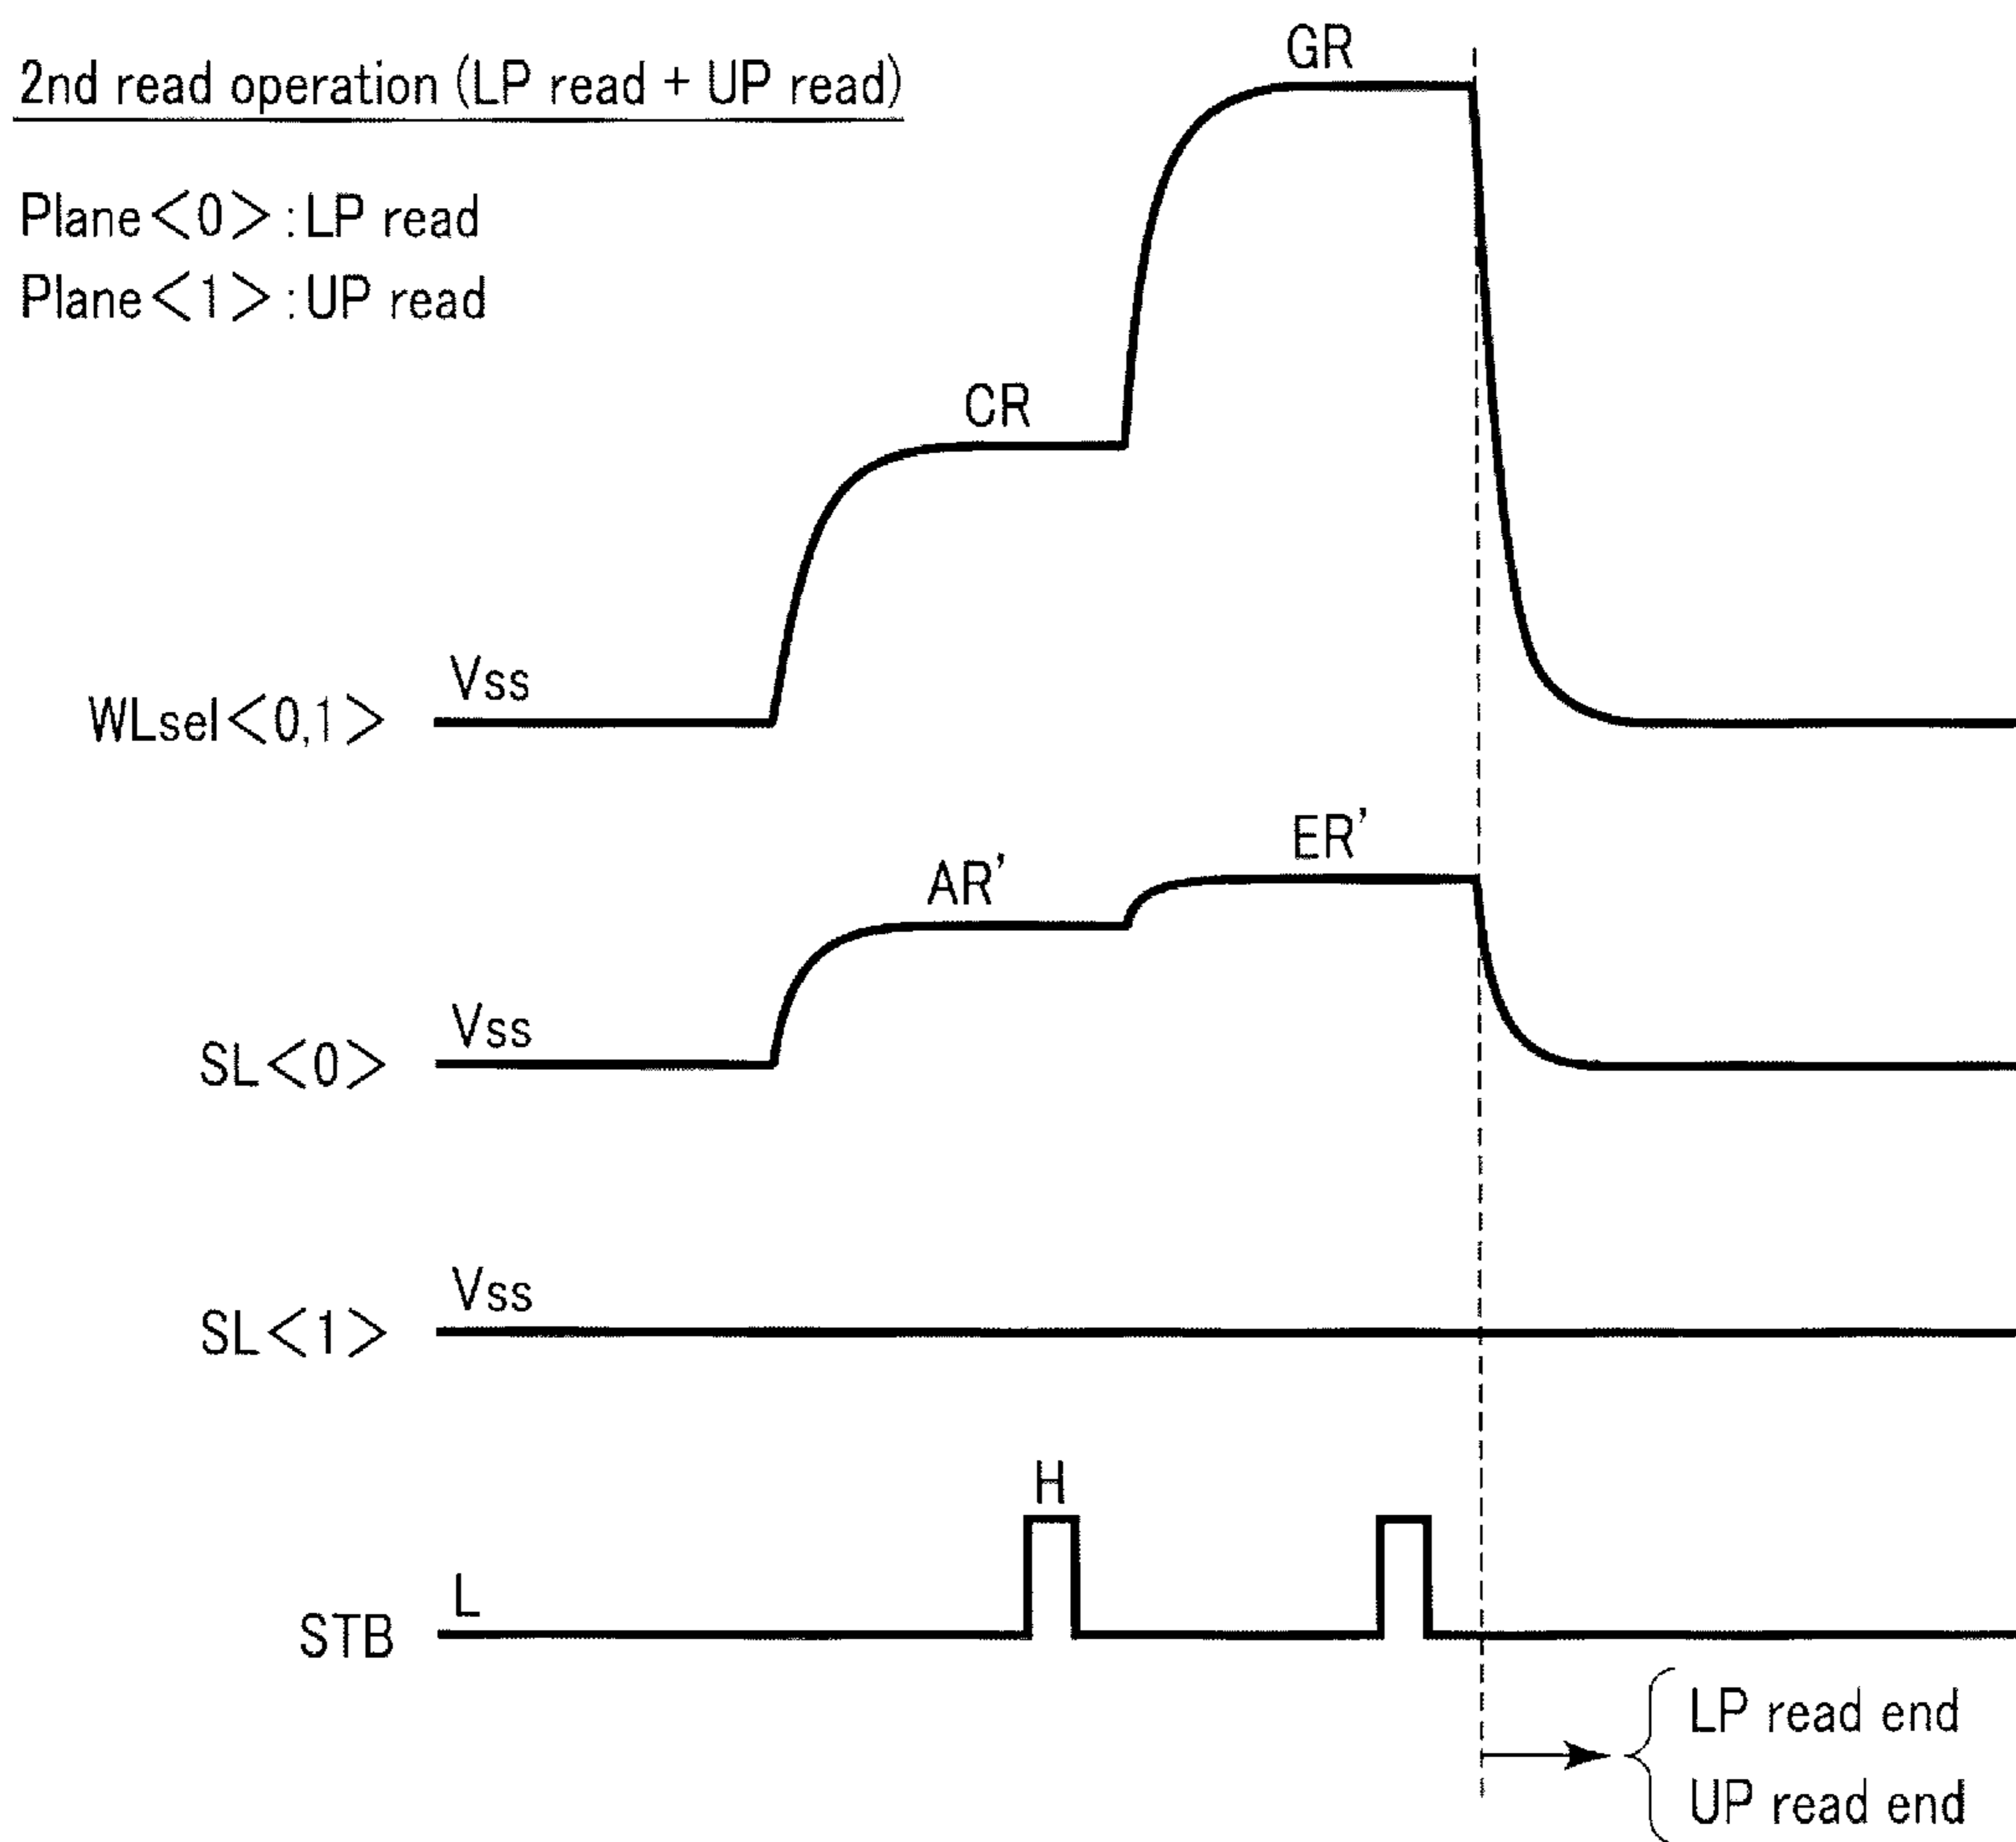 2nd read operation (LP read + UP read)
Plane<0>: LP read
Plane<1>: UP read
GR
CR
Vss
WLsel<0,1>
AR'
ER'
Vss
SL<0>
Vss
SL<1>
H
L
STB
LP read end
UP read end